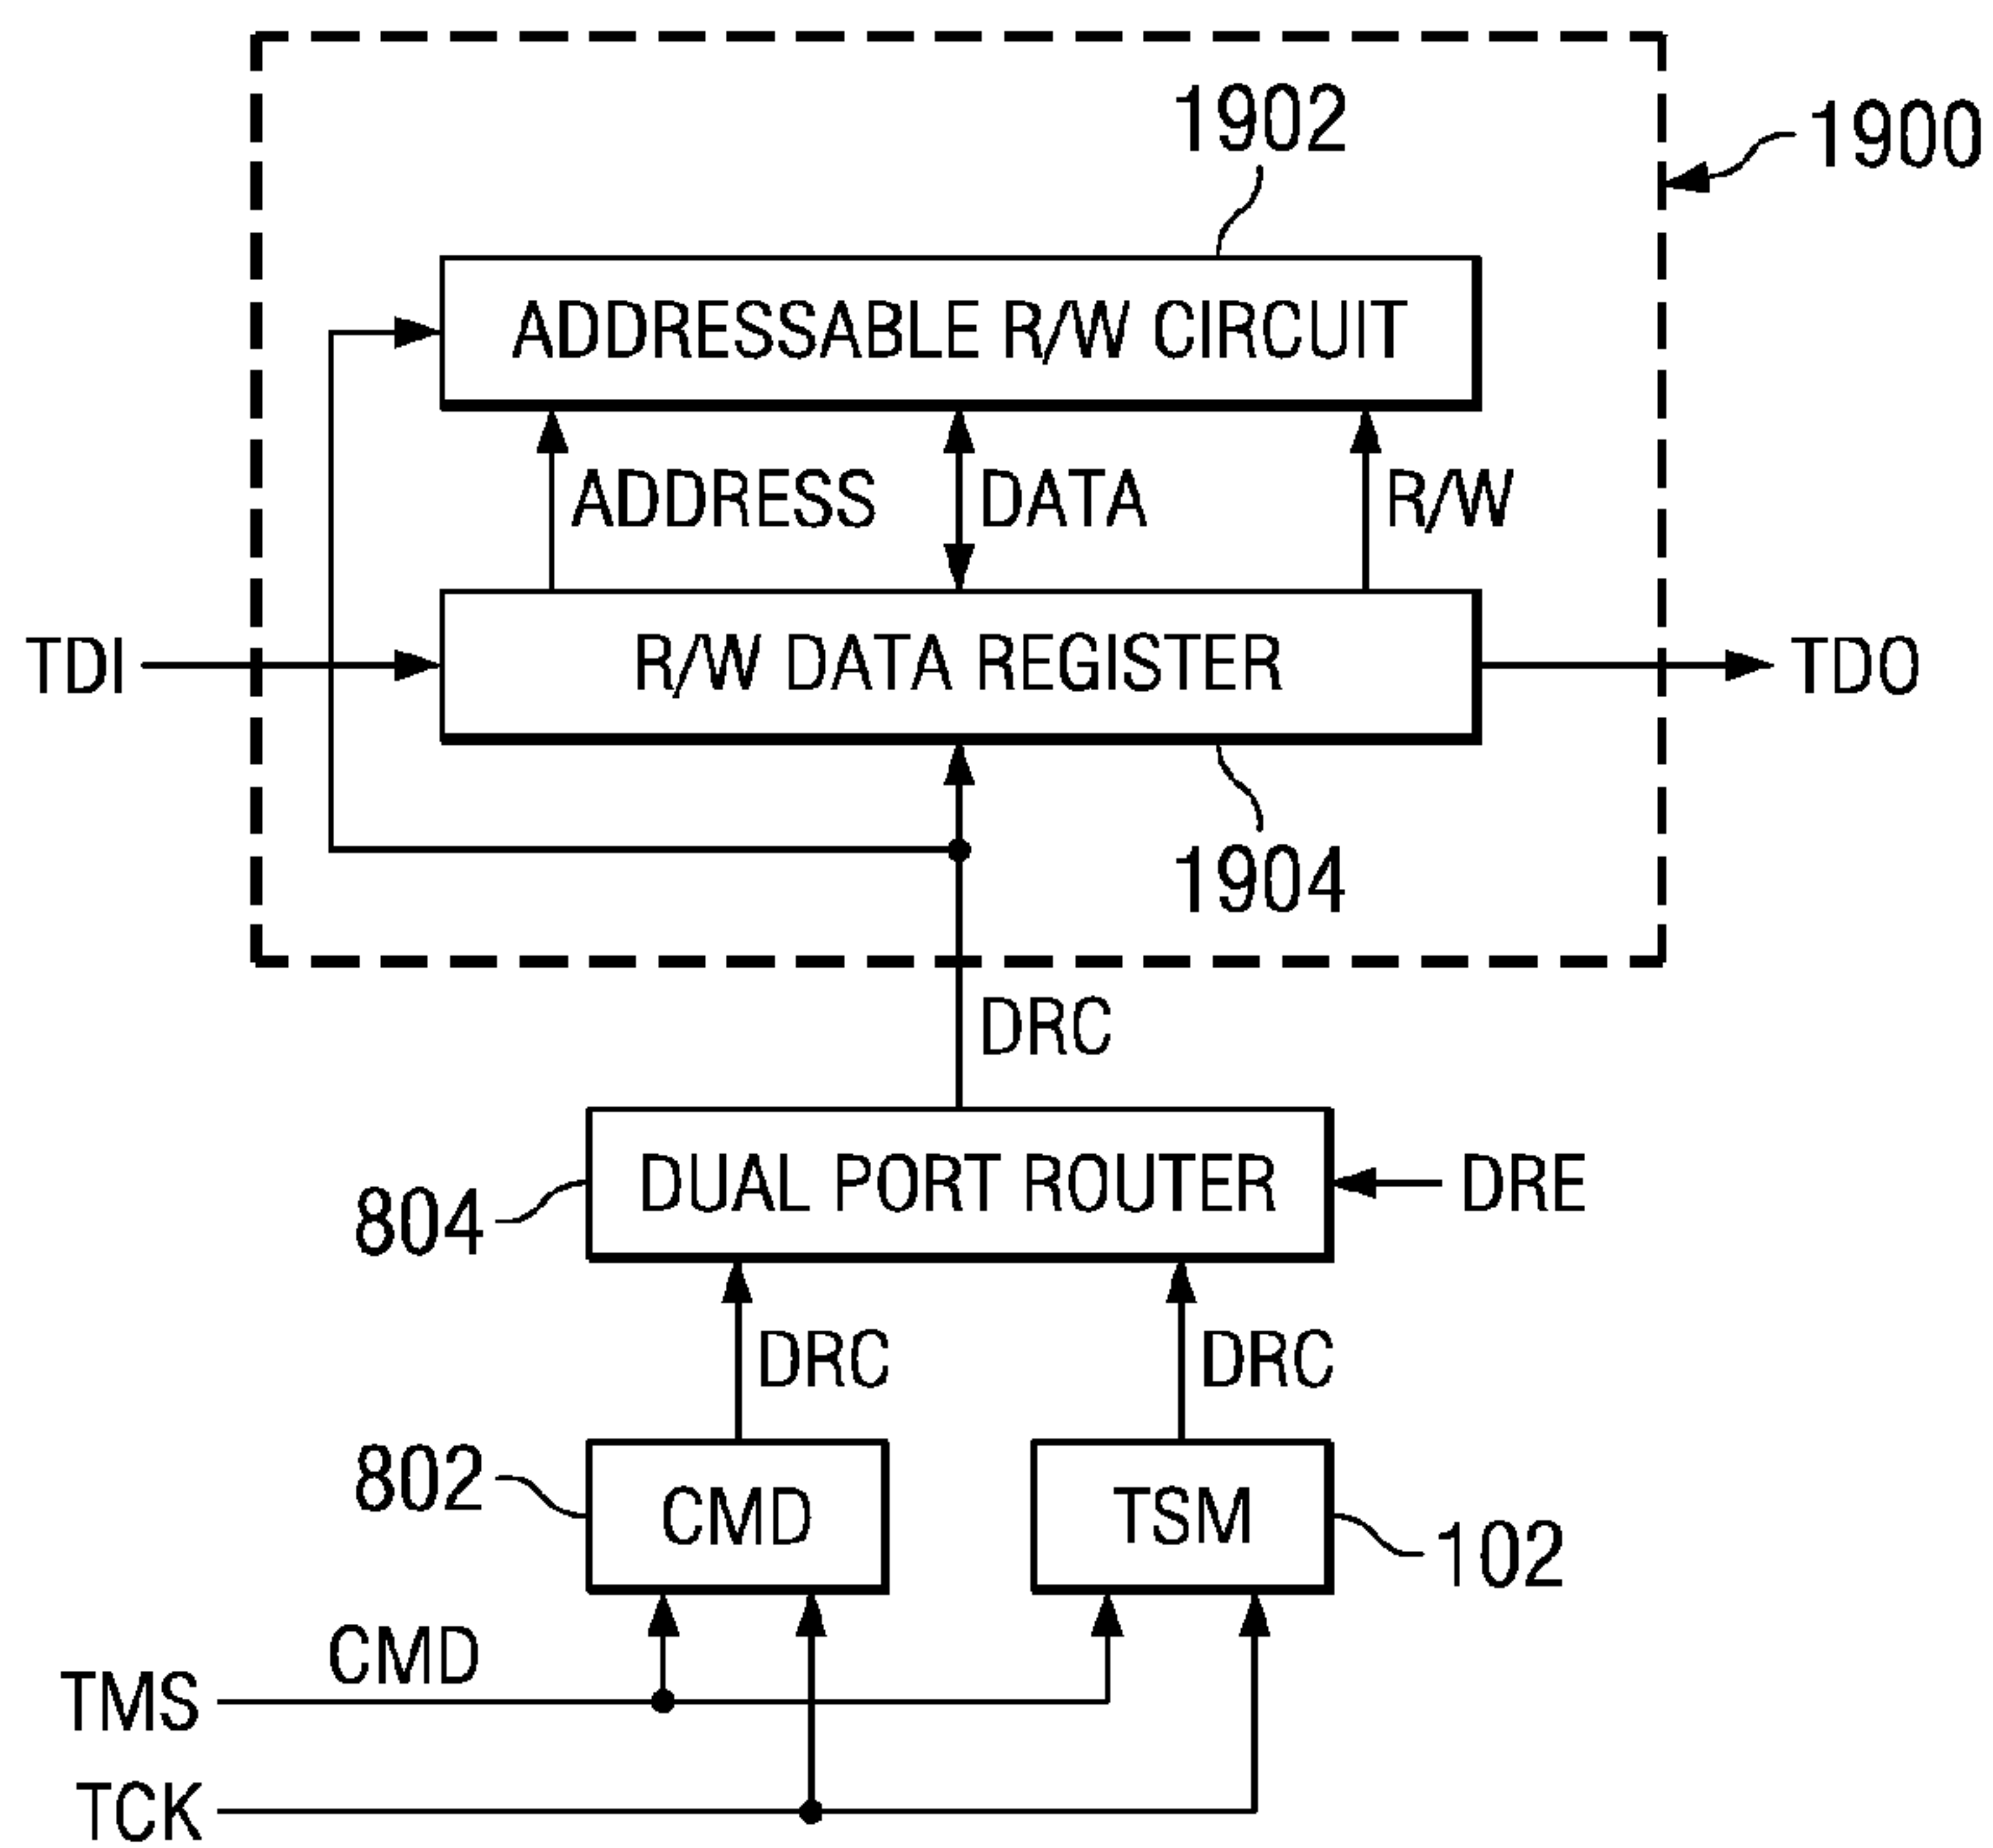 1902
1900
ADDRESSABLE R/W CIRCUIT
ADDRESS
DATA
R/W
TDI
R/W DATA REGISTER
TDO
1904
DRC
DUAL PORT ROUTER
DRE
804
DRC
DRC
802
CMD
TSM
102
CMD
TMS
TCK